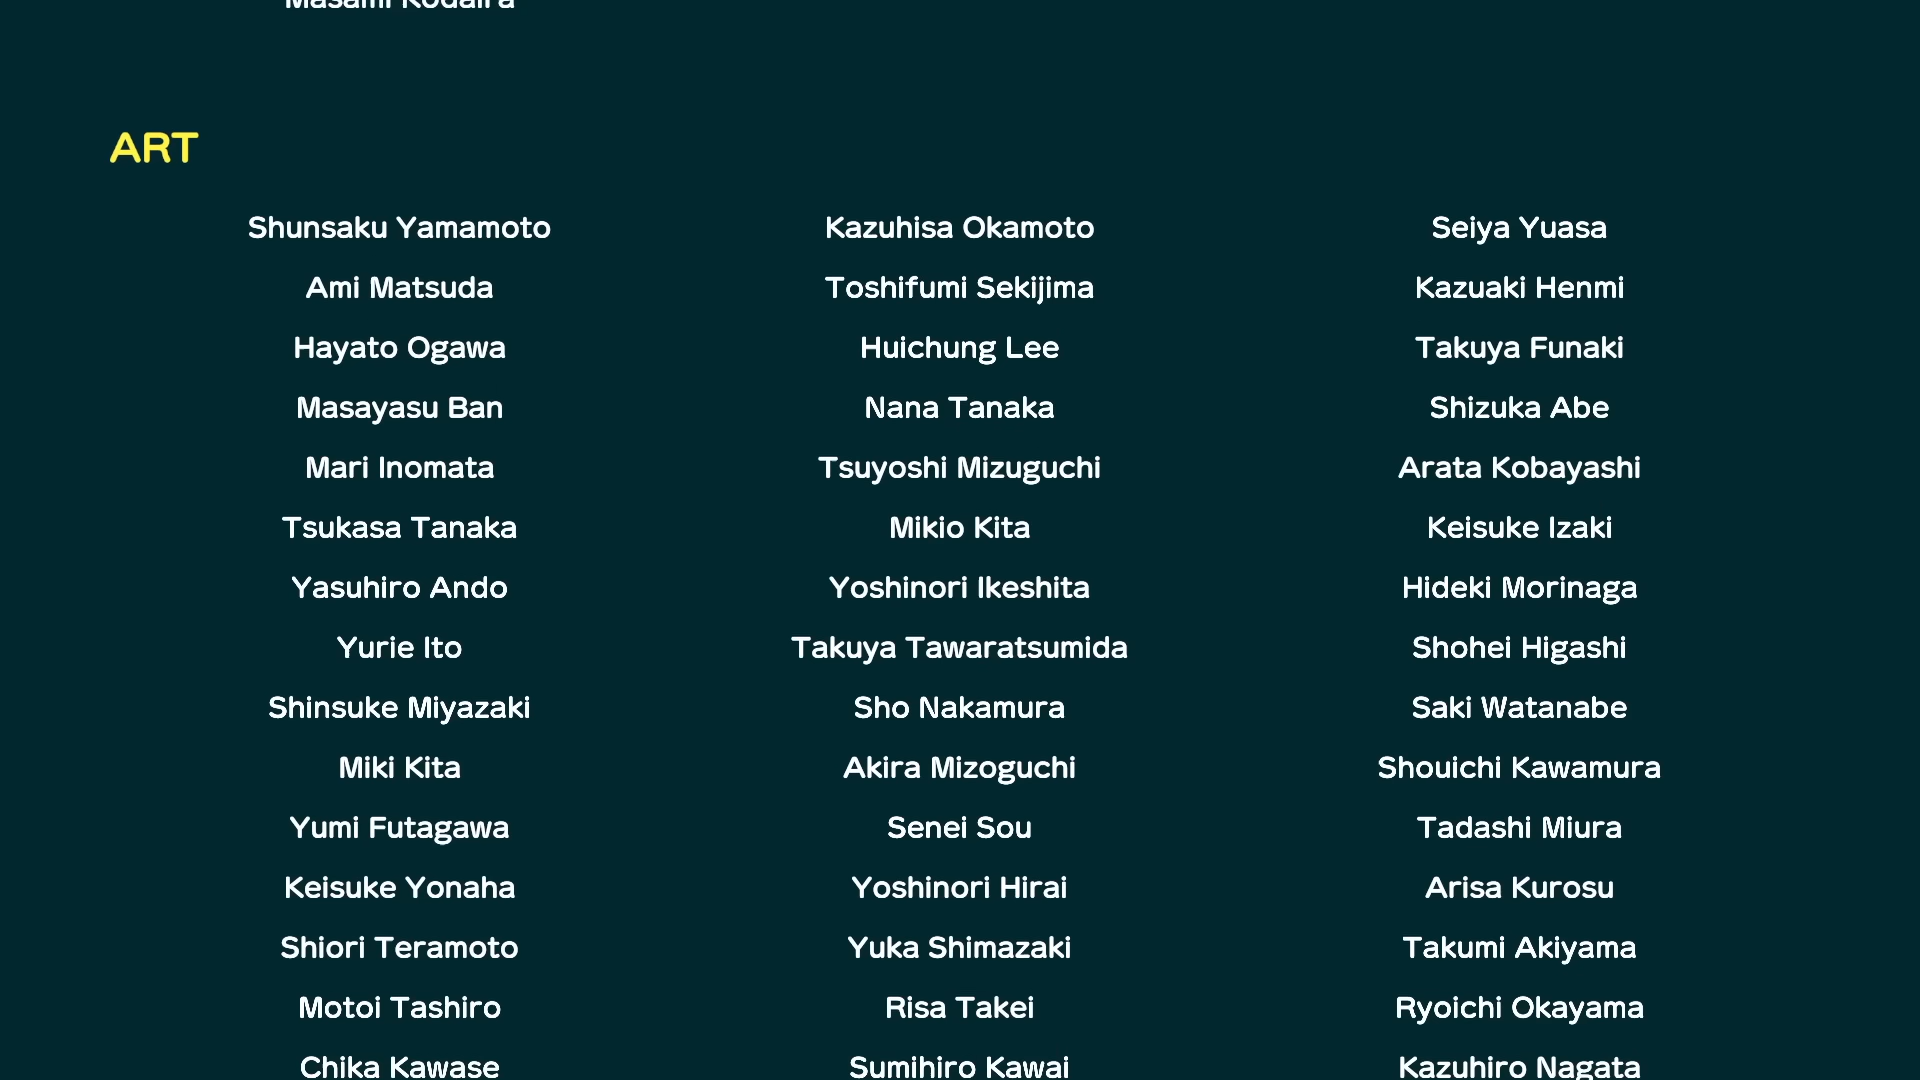 Masami Kodaira
ART
Shunsaku Yamamoto Kazuhisa Okamoto Seiya Yuasa
Ami Matsuda Toshifumi Sekijima Kazuaki Henmi
Hayato Ogawa Huichung Lee Takuya Funaki
Masayasu Ban Nana Tanaka Shizuka Abe
Mari Inomata Tsuyoshi Mizuguchi Arata Kobayashi
Tsukasa Tanaka Mikio Kita Keisuke Izaki
Yasuhiro Ando Yoshinori Ikeshita Hideki Morinaga
Yurie Ito Takuya Tawaratsumida Shohei Higashi
Shinsuke Miyazaki Sho Nakamura Saki Watanabe
Miki Kita Akira Mizoguchi Shouichi Kawamura
Yumi Futagawa Senei Sou Tadashi Miura
Keisuke Yonaha Yoshinori Hirai Arisa Kurosu
Shiori Teramoto Yuka Shimazaki Takumi Akiyama
Motoi Tashiro Risa Takei Ryoichi Okayama
Chika Kawase Sumihiro Kawai Kazuhiro Nagata